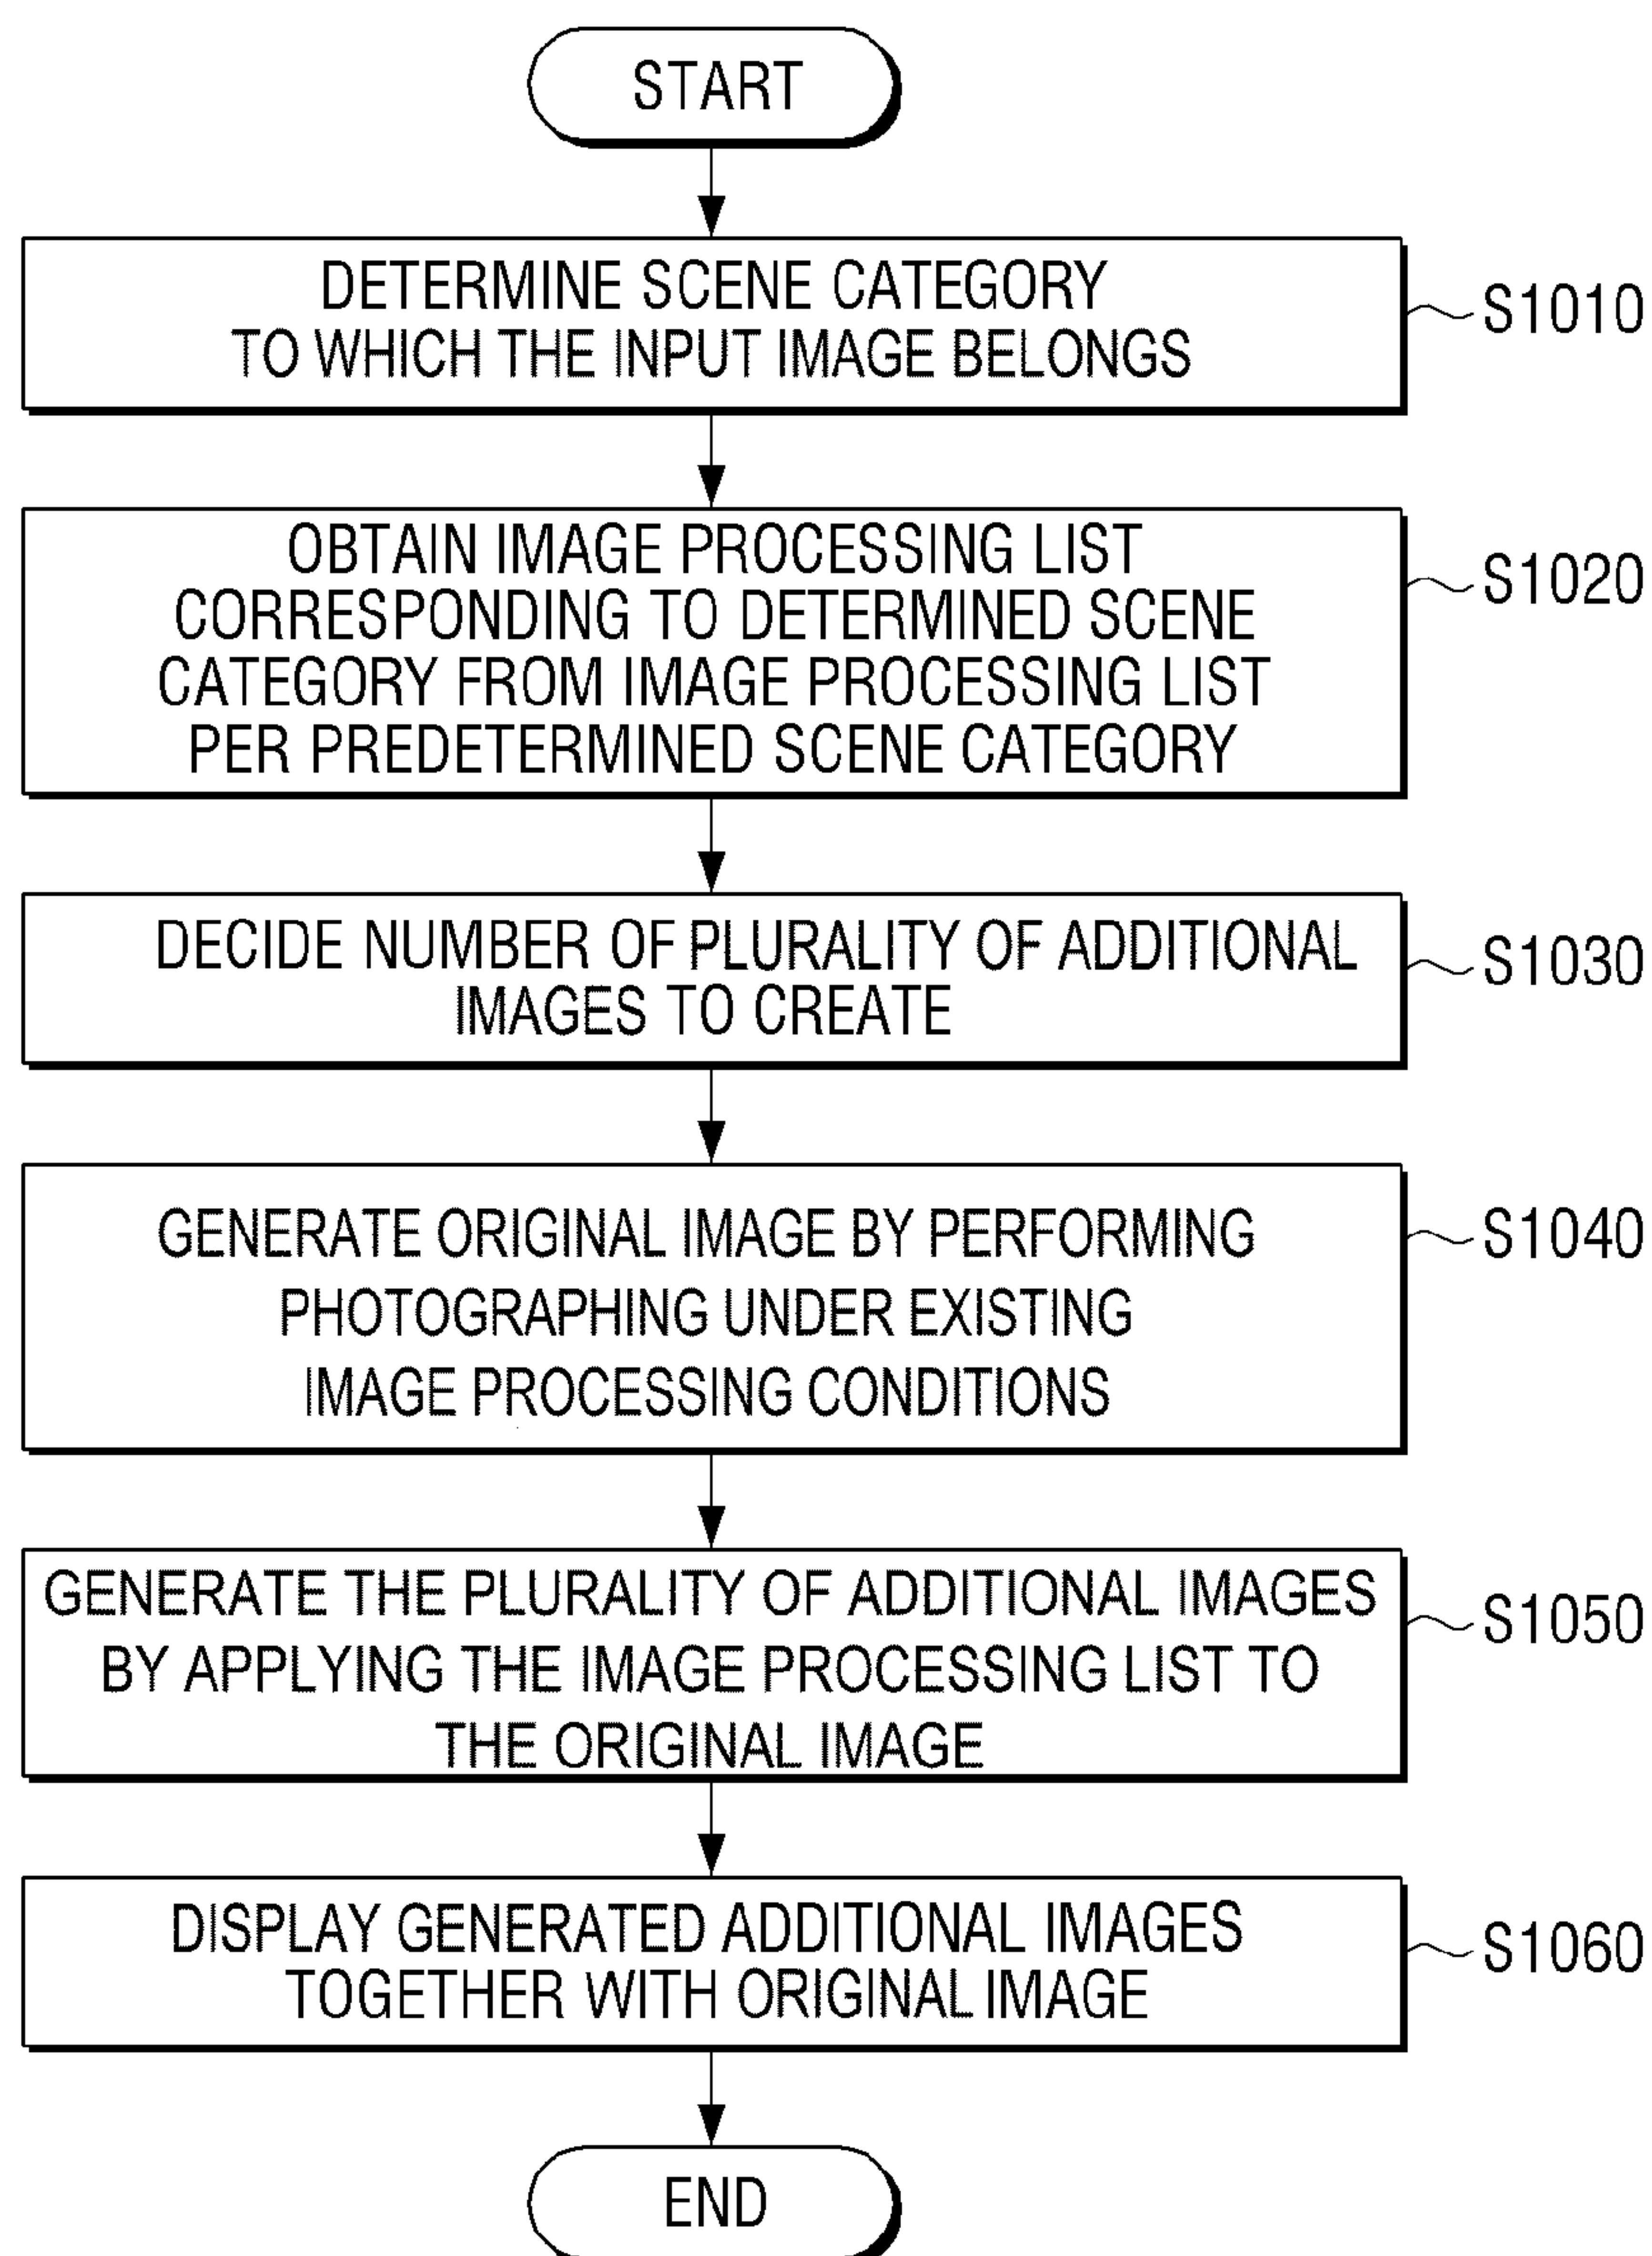 START
DETERMINE SCENE CATEGORY
TO WHICH THE INPUT IMAGE BELONGS
S1010
OBTAIN IMAGE PROCESSING LIST
CORRESPONDING TO DETERMINED SCENE
CATEGORY FROM IMAGE PROCESSING LIST
PER PREDETERMINED SCENE CATEGORY
S1020
DECIDE NUMBER OF PLURALITY OF ADDITIONAL
IMAGES TO CREATE
S1030
GENERATE ORIGINAL IMAGE BY PERFORMING
PHOTOGRAPHING UNDER EXISTING
IMAGE PROCESSING CONDITIONS
S1040
GENERATE THE PLURALITY OF ADDITIONAL IMAGES
BY APPLYING THE IMAGE PROCESSING LIST TO
THE ORIGINAL IMAGE
S1050
DISPLAY GENERATED ADDITIONAL IMAGES
TOGETHER WITH ORIGINAL IMAGE
S1060
END